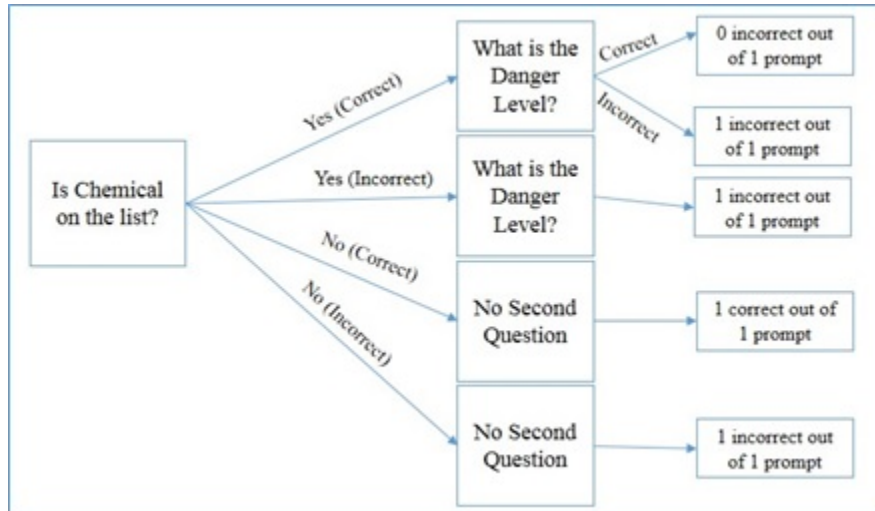 Is Chemical
on the list?
Yes (Correct)
Yes (Incorrect)
No (Correct)
No (Incorrect)
What is the
Danger
Level?
Correct
Incorrect
0 incorrect out
of 1 prompt
1 incorrect out
of 1 prompt
What is the
Danger
Level?
1 incorrect out
of 1 prompt
No Second
Question
1 correct out of
1 prompt
No Second
Question
1 incorrect out
of 1 prompt